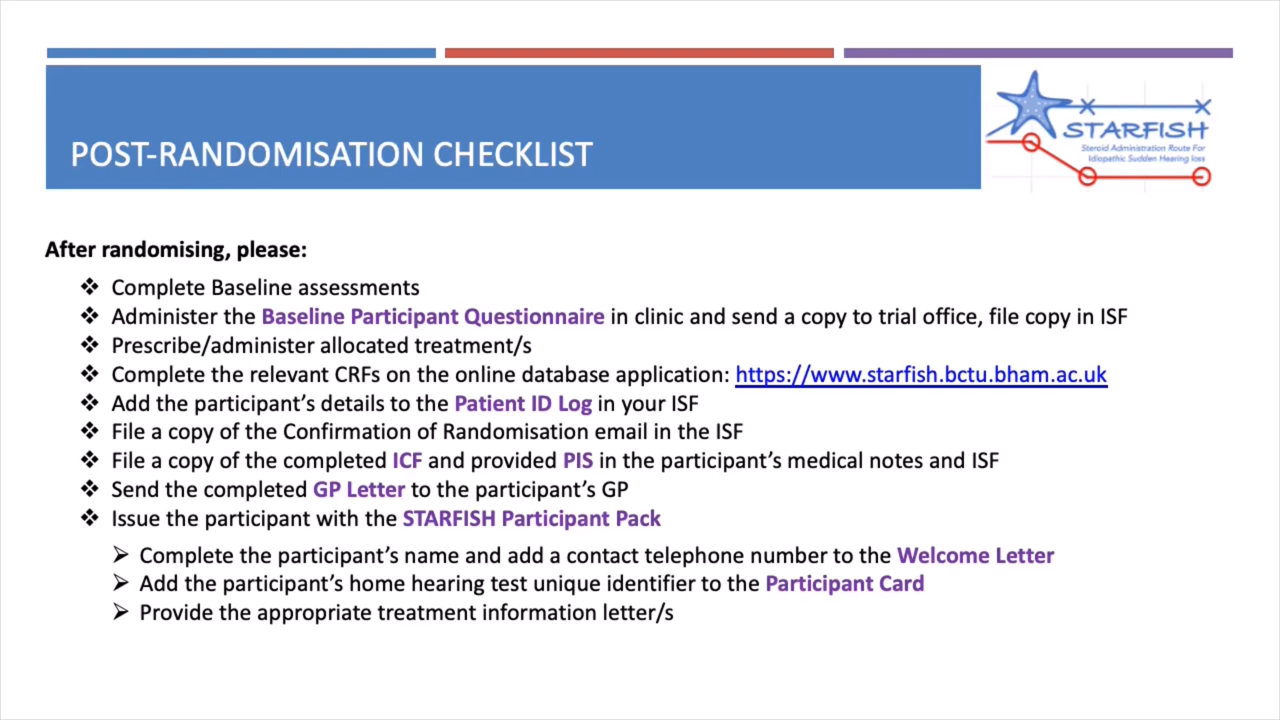 POST-RANDOMISATION CHECKLIST
STARFISH
Steroid Administration Route For
Idiopathic Sudden Hearing loss
After randomising, please:
❖ Complete Baseline assessments
❖ Administer the Baseline Participant Questionnaire in clinic and send a copy to trial office, file copy in ISF
❖ Prescribe/administer allocated treatment/s
❖ Complete the relevant CRFs on the online database application: https://www.starfish.bctu.bham.ac.uk
❖ Add the participant's details to the Patient ID Log in your ISF
❖ File a copy of the Confirmation of Randomisation email in the ISF
❖ File a copy of the completed ICF and provided PIS in the participant's medical notes and ISF
❖ Send the completed GP Letter to the participant's GP
❖ Issue the participant with the STARFISH Participant Pack
➢ Complete the participant's name and add a contact telephone number to the Welcome Letter
➢ Add the participant's home hearing test unique identifier to the Participant Card
➢ Provide the appropriate treatment information letter/s